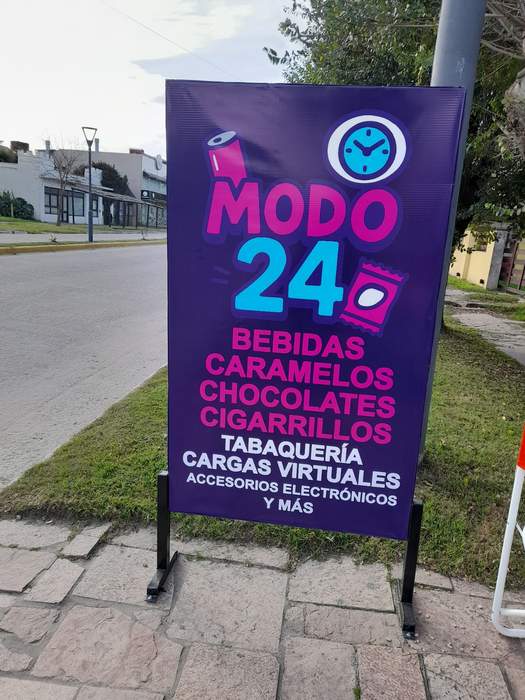 MODO
24
BEBIDAS
CARAMELOS
CHOCOLATES
CIGARRILLOS
TABAQUERÍA
CARGAS VIRTUALES
ACCESORIOS ELECTRÓNICOS
Y MÁS